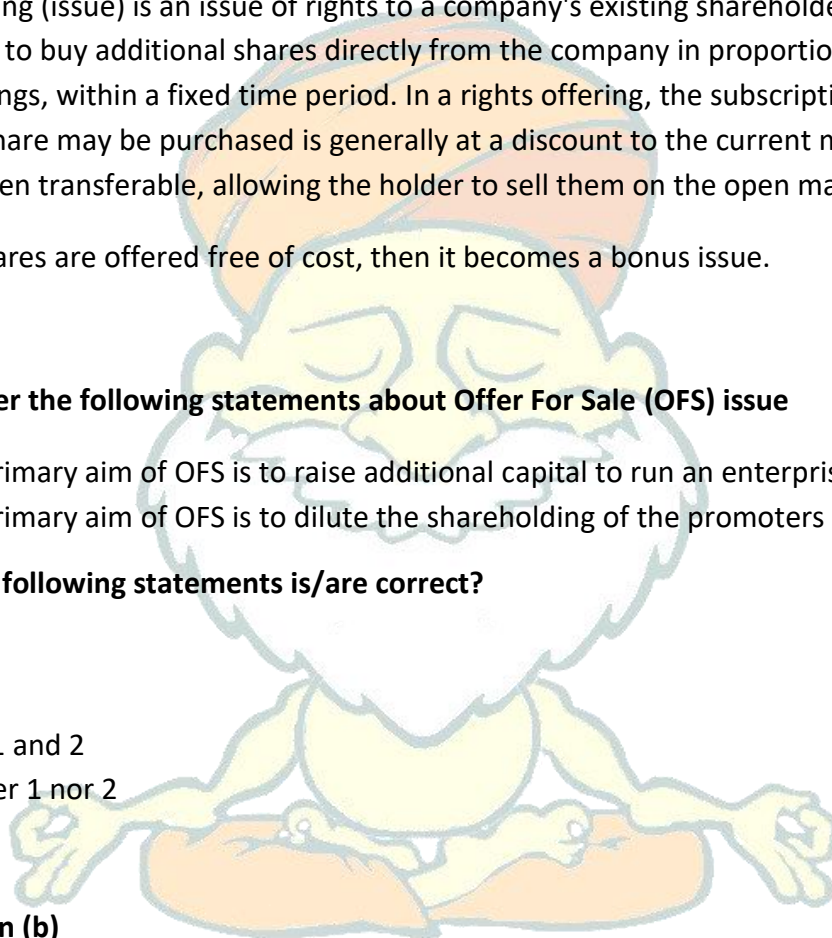 ng (issue) is an issue of rights to a company's existing shareholde
to buy additional shares directly from the company in proportio
ngs, within a fixed time period. In a rights offering, the subscripti
hare may be purchased is generally at a discount to the current m
en transferable, allowing the holder to sell them on the open ma
ares are offered free of cost, then it becomes a bonus issue.
er the following statements about Offer For Sale (OFS) issue
rimary aim of OFS is to raise additional capital to run an enterpris
rimary aim of OFS is to dilute the shareholding of the promoters
following statements is/are correct?
1 and 2
er 1 nor 2
n (b)